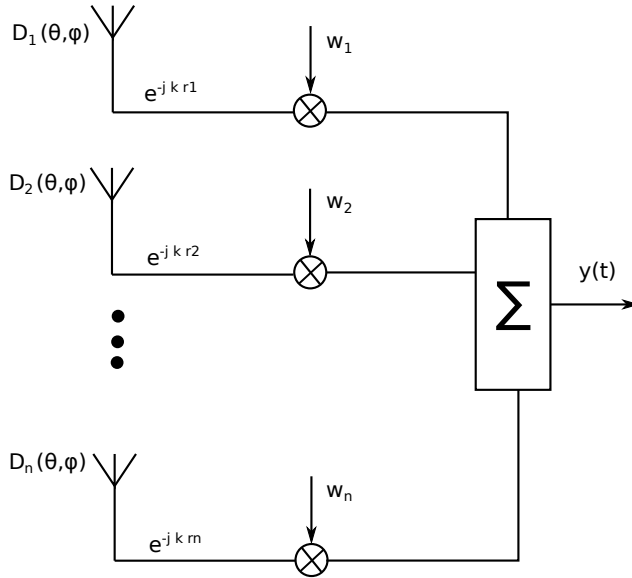 D₁(θ,φ)
w₁
e⁻ʲ ᵏ ʳ¹
D₂(θ,φ)
w₂
e⁻ʲ ᵏ ʳ²
Σ
y(t)
Dₙ(θ,φ)
wₙ
e⁻ʲ ᵏ ʳⁿ